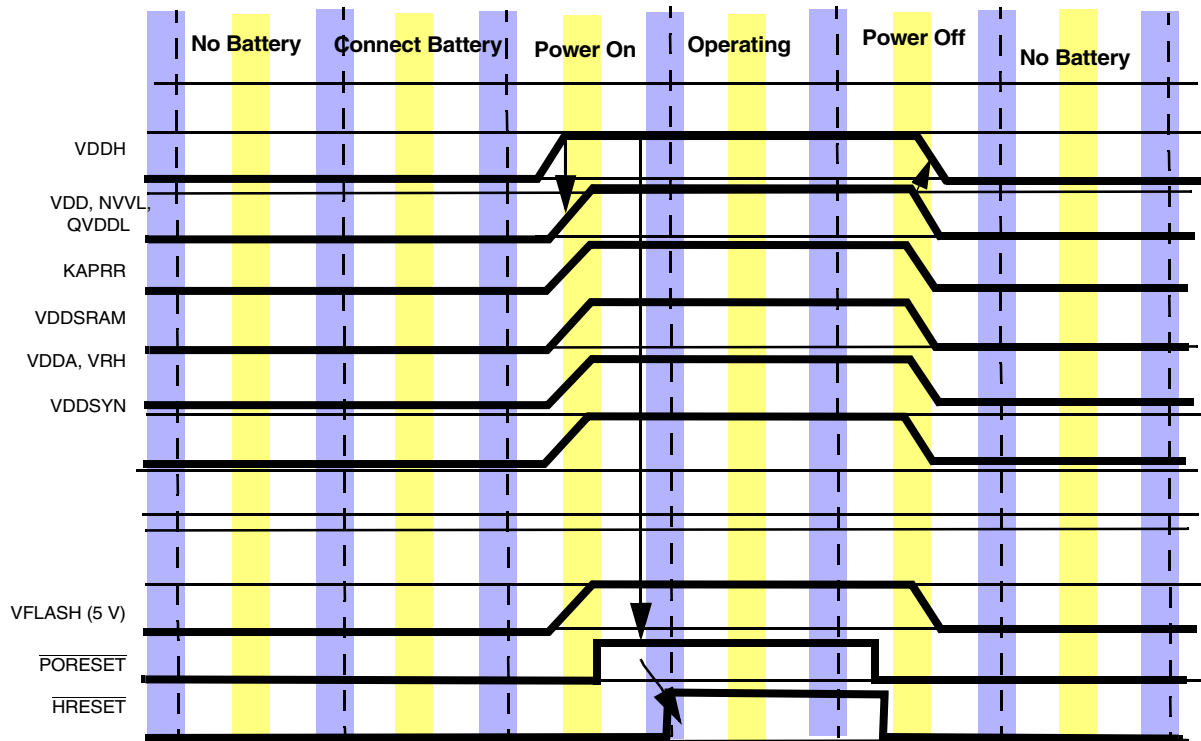 No Battery
Connect Battery
Power On
Operating
Power Off
No Battery
VDDH
VDD, NVVL,
QVDDL
KAPRR
VDDSRAM
VDDA, VRH
VDDSYN
VFLASH (5 V)
PORESET
HRESET